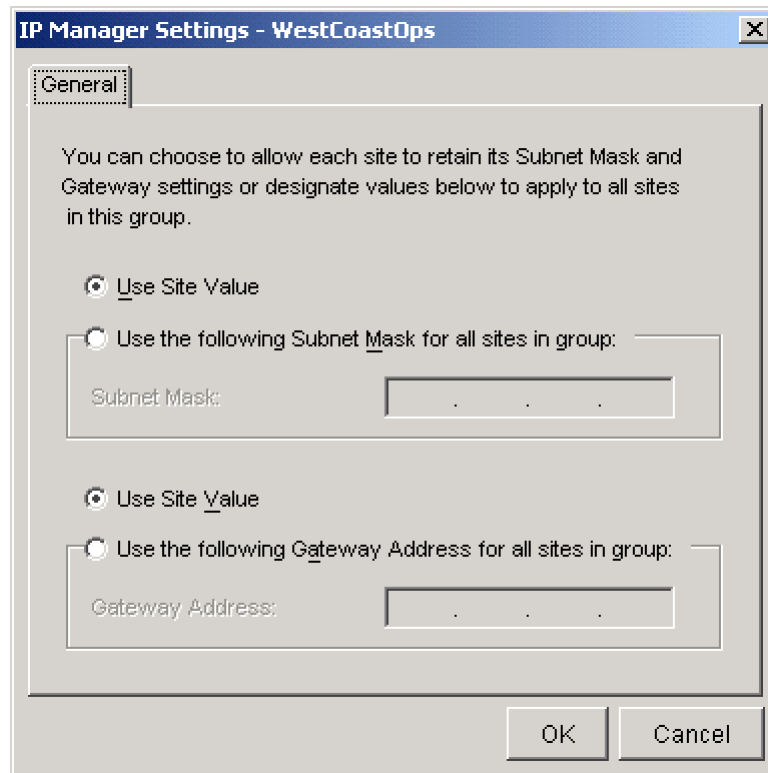 IP Manager Settings - WestCoastOps
General
You can choose to allow each site to retain its Subnet Mask and
Gateway settings or designate values below to apply to all sites
in this group.
Use Site Value
Use the following Subnet Mask for all sites in group:
Subnet Mask:
. . .
Use Site Value
Use the following Gateway Address for all sites in group:
Gateway Address:
. . .
OK Cancel